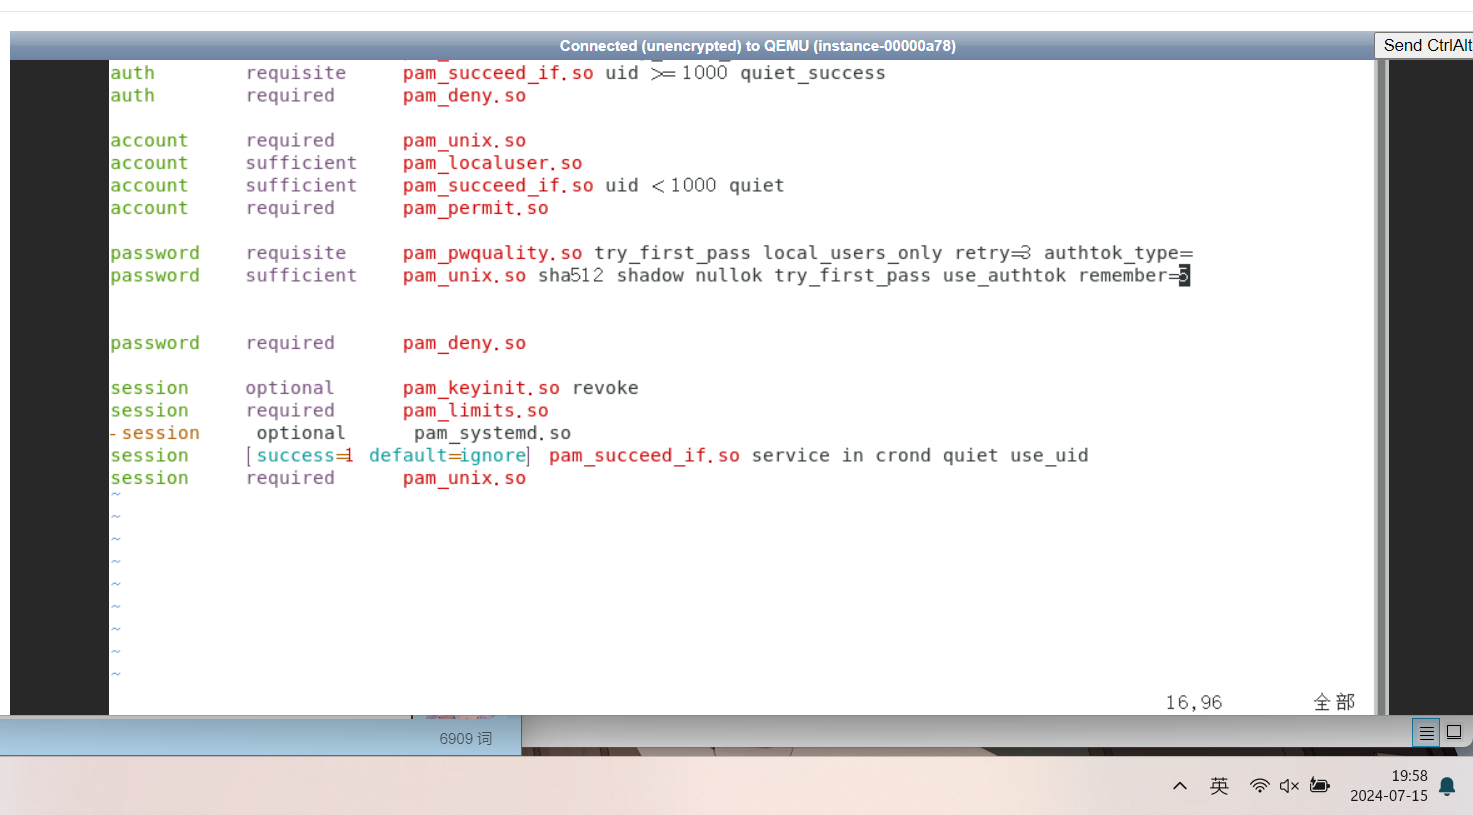 Connected (unencrypted) to QEMU (instance-00000a78)
Send CtrlAlt
auth requisite pam_succeed_if.so uid >= 1000 quiet_success
auth required pam_deny.so
account required pam_unix.so
account sufficient pam_localuser.so
account sufficient pam_succeed_if.so uid < 1000 quiet
account required pam_permit.so
password requisite pam_pwquality.so try_first_pass local_users_only retry=3 authtok_type=
password sufficient pam_unix.so sha512 shadow nullok try_first_pass use_authtok remember=5
password required pam_deny.so
session optional pam_keyinit.so revoke
session required pam_limits.so
-session optional pam_systemd.so
session [success=1 default=ignore] pam_succeed_if.so service in crond quiet use_uid
session required pam_unix.so
~
~
~
~
~
~
~
~
~
16,96 全部
6909 词
英
19:58
2024-07-15